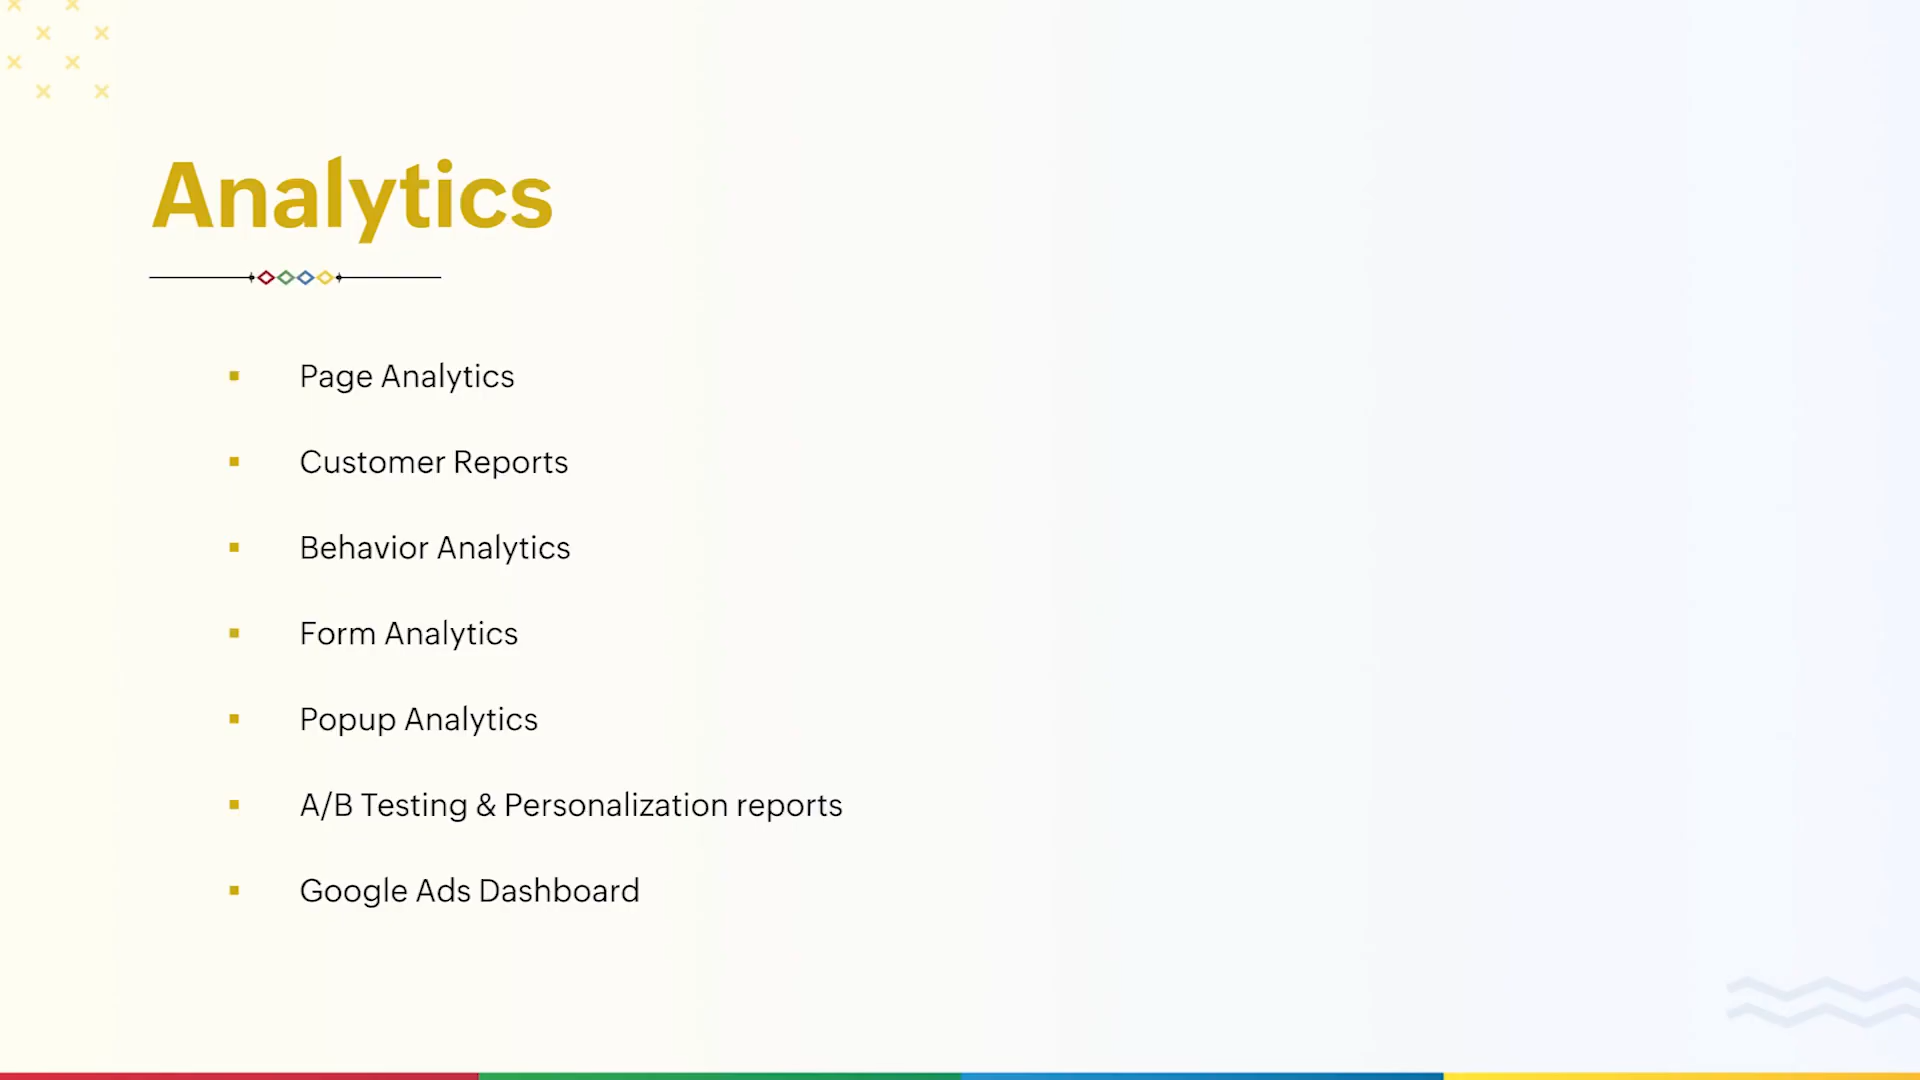 Analytics
Page Analytics
Customer Reports
Behavior Analytics
Form Analytics
Popup Analytics
A/B Testing & Personalization reports
Google Ads Dashboard